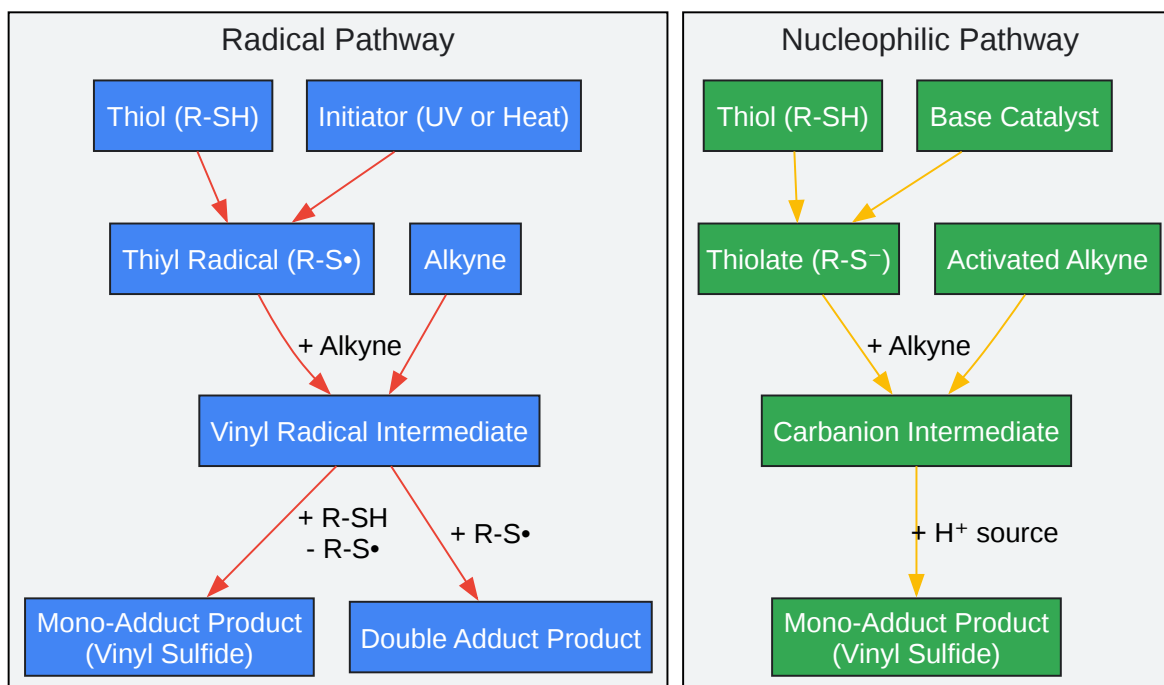 Radical Pathway
Thiol (R-SH)
Initiator (UV or Heat)
Thiyl Radical (R-S•)
Alkyne
+ Alkyne
Vinyl Radical Intermediate
+ R-SH
- R-S•
+ R-S•
Mono-Adduct Product
(Vinyl Sulfide)
Double Adduct Product
Nucleophilic Pathway
Thiol (R-SH)
Base Catalyst
Thiolate (R-S⁻)
Activated Alkyne
+ Alkyne
Carbanion Intermediate
+ H⁺ source
Mono-Adduct Product
(Vinyl Sulfide)